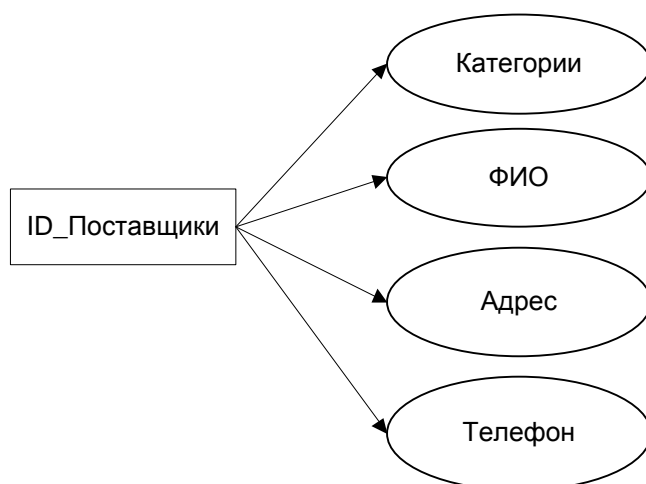 Категории
ФИО
ID_Поставщики
Адрес
Телефон